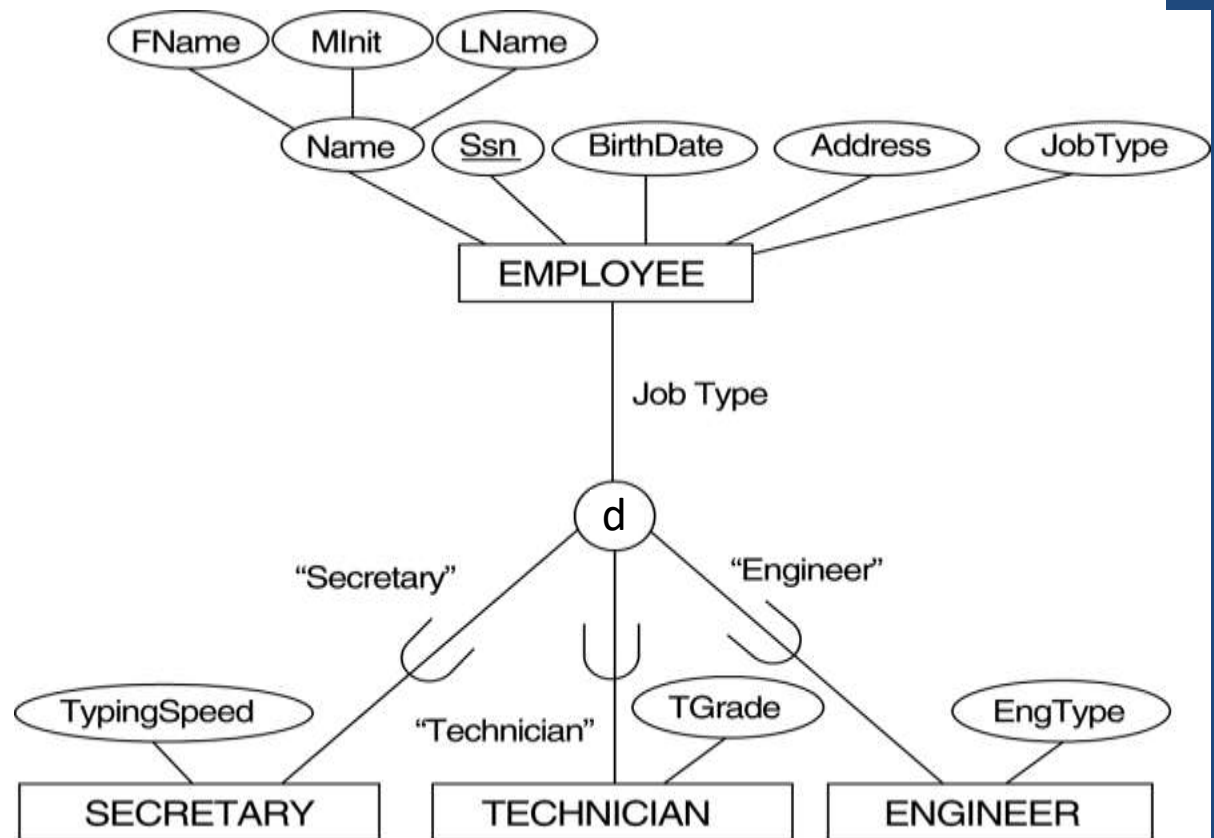 FName
MInit
LName
Name
Ssn
BirthDate
Address
JobType
EMPLOYEE
Job Type
d
“Secretary”
“Engineer”
“Technician”
TypingSpeed
TGrade
EngType
SECRETARY
TECHNICIAN
ENGINEER